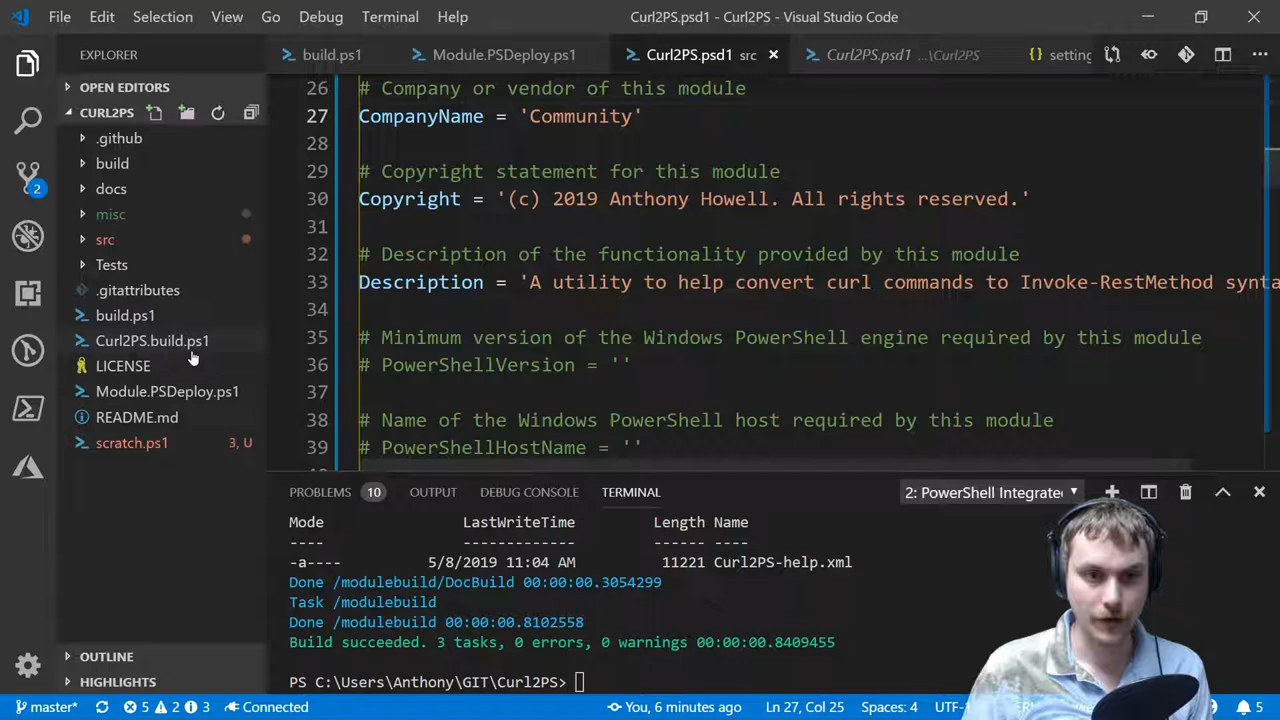 File Edit Selection View Go Debug Terminal Help Curl2PS.psd1 - Curl2PS - Visual Studio Code
EXPLORER
OPEN EDITORS
CURL2PS
.github
build
docs
misc
src
Tests
.gitattributes
build.ps1
Curl2PS.build.ps1
LICENSE
Module.PSDeploy.ps1
README.md
scratch.ps1 3, U
OUTLINE
HIGHLIGHTS
2
build.ps1 Module.PSDeploy.ps1 Curl2PS.psd1 src Curl2PS.psd1 ...\Curl2PS {} setting
26 # Company or vendor of this module
27 CompanyName = 'Community'
28
29 # Copyright statement for this module
30 Copyright = '(c) 2019 Anthony Howell. All rights reserved.'
31
32 # Description of the functionality provided by this module
33 Description = 'A utility to help convert curl commands to Invoke-RestMethod synta
34
35 # Minimum version of the Windows PowerShell engine required by this module
36 # PowerShellVersion = ''
37
38 # Name of the Windows PowerShell host required by this module
39 # PowerShellHostName = ''
PROBLEMS 10 OUTPUT DEBUG CONSOLE TERMINAL 2: PowerShell Integrated
Mode LastWriteTime Length Name
---- ------------- ------ ----
-a---- 5/8/2019 11:04 AM 11221 Curl2PS-help.xml
Done /modulebuild/DocBuild 00:00:00.3054299
Task /modulebuild
Done /modulebuild 00:00:00.8102558
Build succeeded. 3 tasks, 0 errors, 0 warnings 00:00:00.8409455
PS C:\Users\Anthony\GIT\Curl2PS>
master* 5 2 3 Connected You, 6 minutes ago Ln 27, Col 25 Spaces: 4 UTF- 5